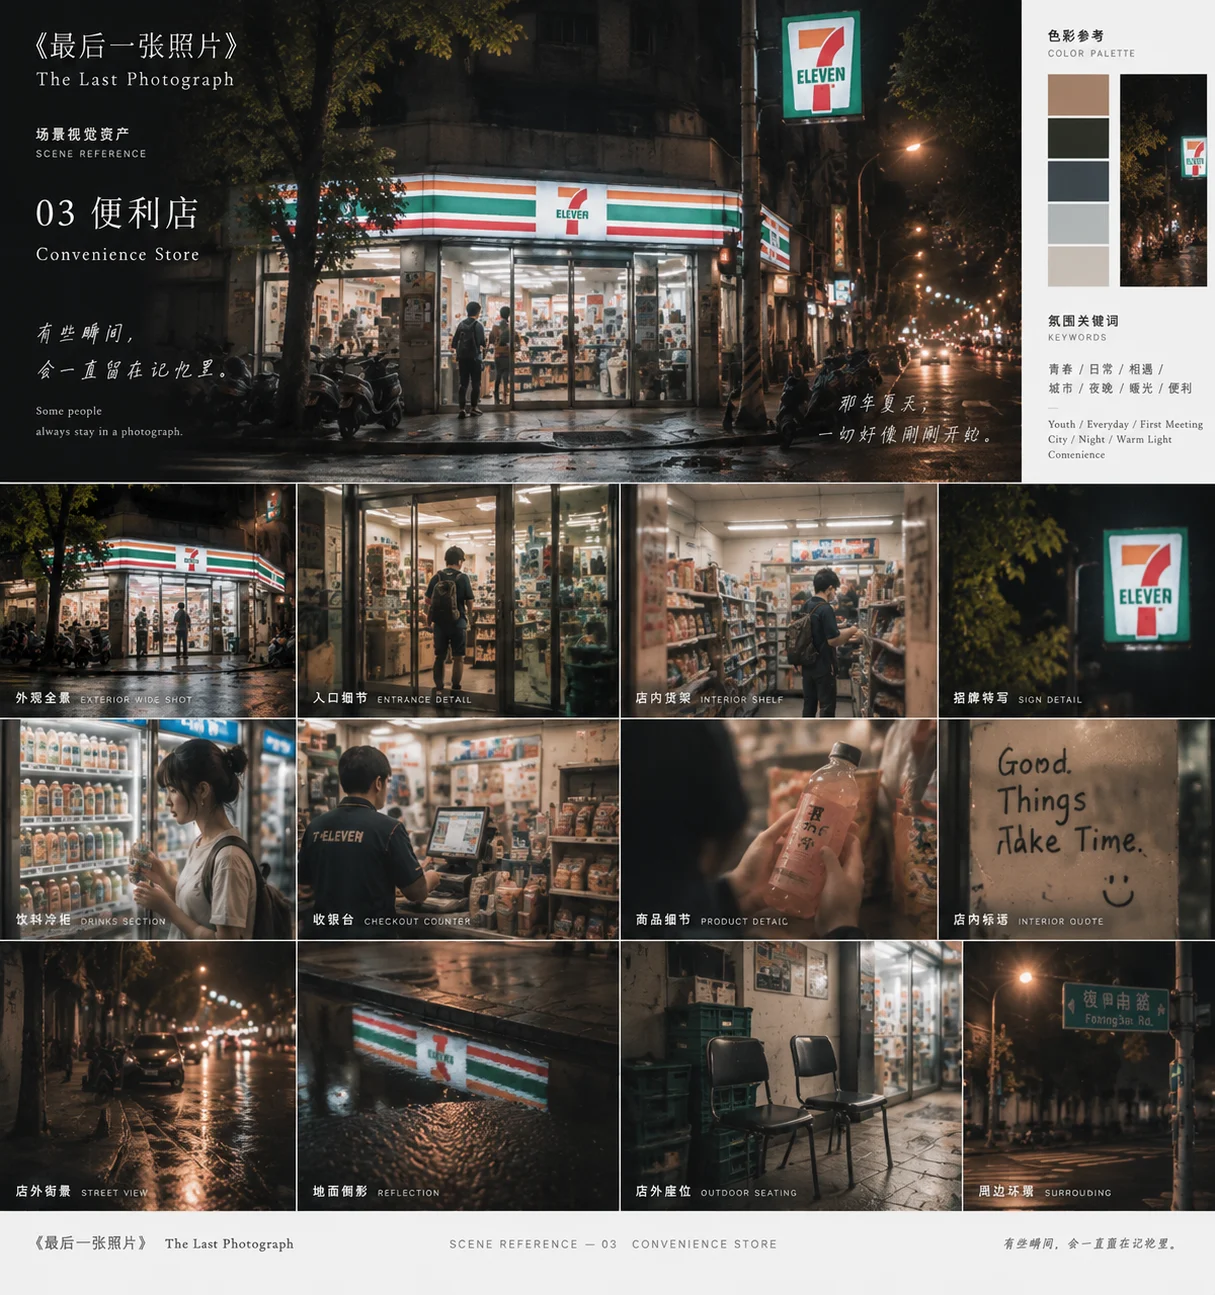 《最后一张照片》
The Last Photograph
场景视觉资产
SCENE REFERENCE
03 便利店
Convenience Store
有些瞬间，
会一直留在记忆里。
Some people
always stay in a photograph.
7
ELEVEN
7
ELEVEN
那年夏天，
一切好像刚刚开始。
色彩参考
COLOR PALETTE
氛围关键词
KEYWORDS
青春 / 日常 / 相遇 /
城市 / 夜晚 / 暖光 / 便利
Youth / Everyday / First Meeting
City / Night / Warm Light
Contenience
外观全景 EXTERIOR WIDE SHOT
入口细节 ENTRANCE DETAIL
店内货架 INTERIOR SHELF
7
ELEVEN
招牌特写 SIGN DETAIL
饮料冷柜 DRINKS SECTION
7-ELEVEN
收银台 CHECKOUT COUNTER
商品细节 PRODUCT DETAIL
Good.
Things
Take Time.
店内标语 INTERIOR QUOTE
店外街景 STREET VIEW
地面倒影 REFLECTION
店外座位 OUTDOOR SEATING
周边环境 SURROUDING
《最后一张照片》 The Last Photograph
SCENE REFERENCE — 03 CONVENIENCE STORE
有些瞬间，会一直留在记忆里。